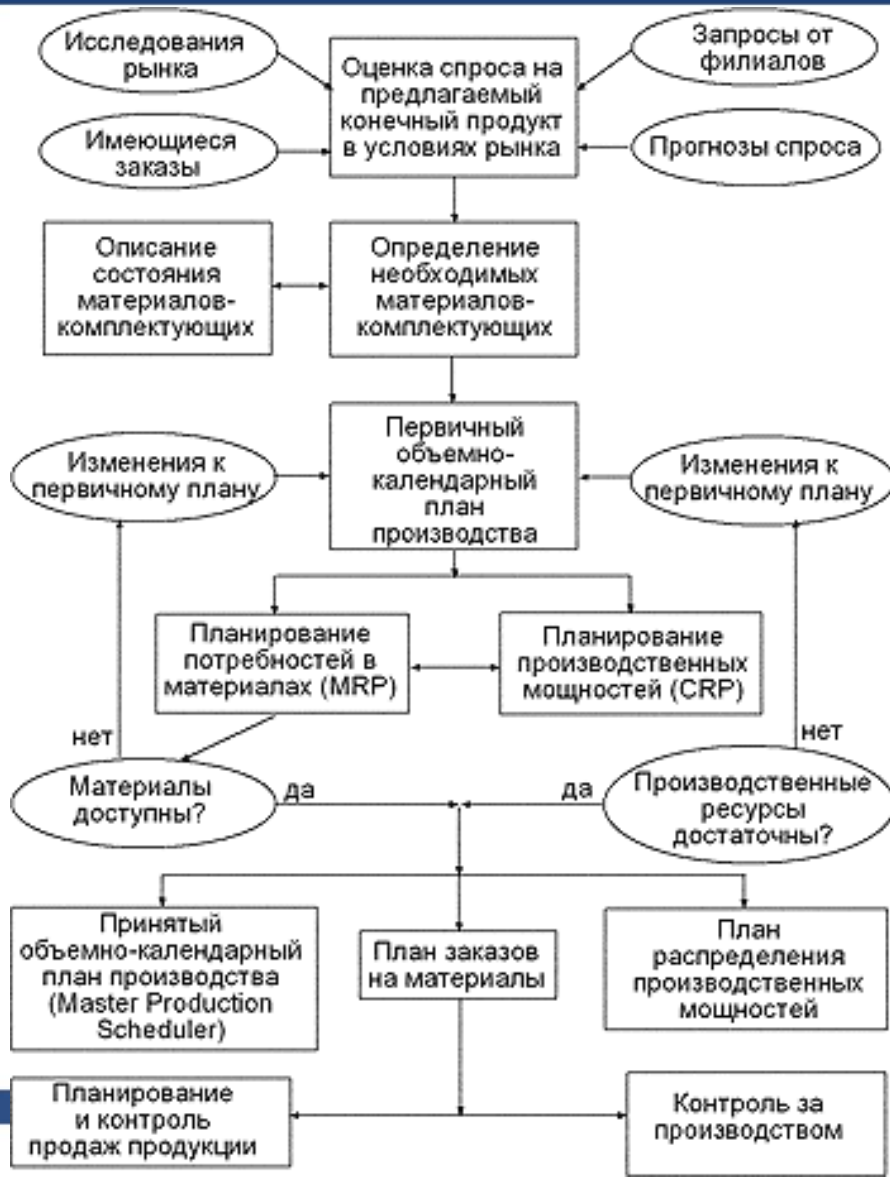 Исследования
рынка
Запросы от
филиалов
Оценка спроса на
предлагаемый
конечный продукт
в условиях рынка
Имеющиеся
заказы
Прогнозы спроса
Описание
состояния
материалов-
комплектующих
Определение
необходимых
материалов-
комплектующих
Изменения к
первичному плану
Первичный
объемно-
календарный
план
производства
Изменения к
первичному плану
Планирование
потребностей в
материалах (MRP)
Планирование
производственных
мощностей (CRP)
нет
нет
Материалы
доступны?
да
да
Производственные
ресурсы
достаточны?
Принятый
объемно-календарный
план производства
(Master Production
Scheduler)
План заказов
на материалы
План
распределения
производственных
мощностей
Планирование
и контроль
продаж продукции
Контроль за
производством